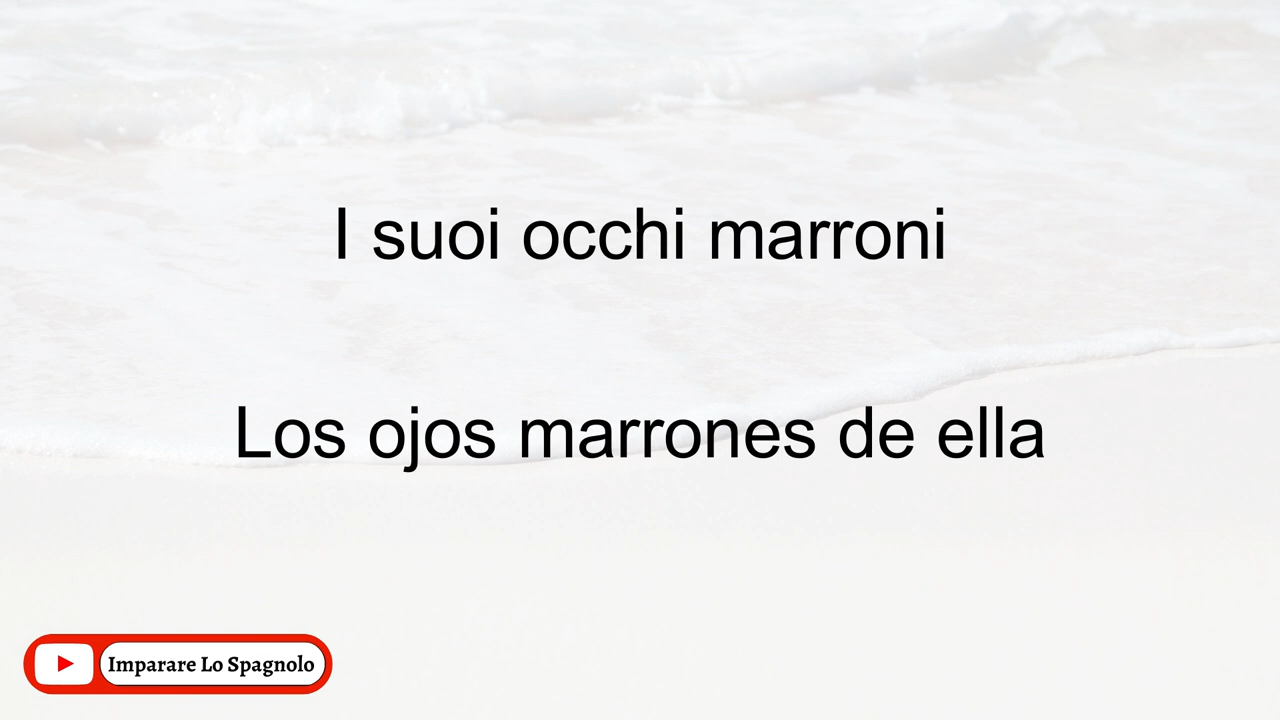 I suoi occhi marroni
Los ojos marrones de ella
Imparare Lo Spagnolo